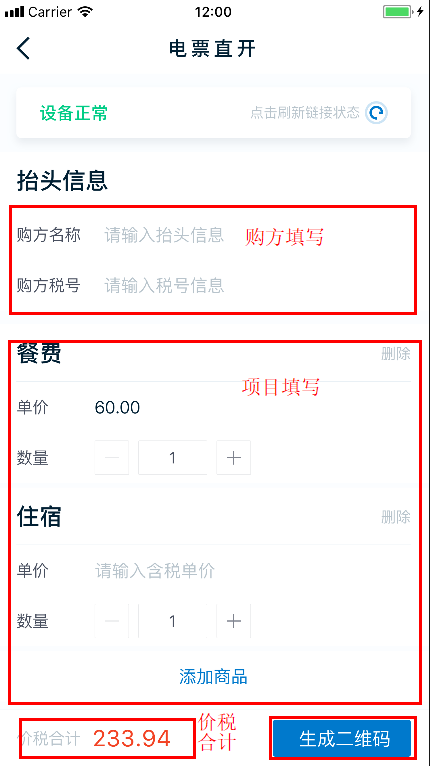 Carrier 12:00
电票直开
设备正常 点击刷新链接状态
抬头信息
购方名称 请输入抬头信息 购方填写
购方税号 请输入税号信息
餐费 删除
项目填写
单价 60.00
数量 1
住宿 删除
单价 请输入含税单价
数量 1
添加商品
价税合计 233.94 价税
合计
生成二维码